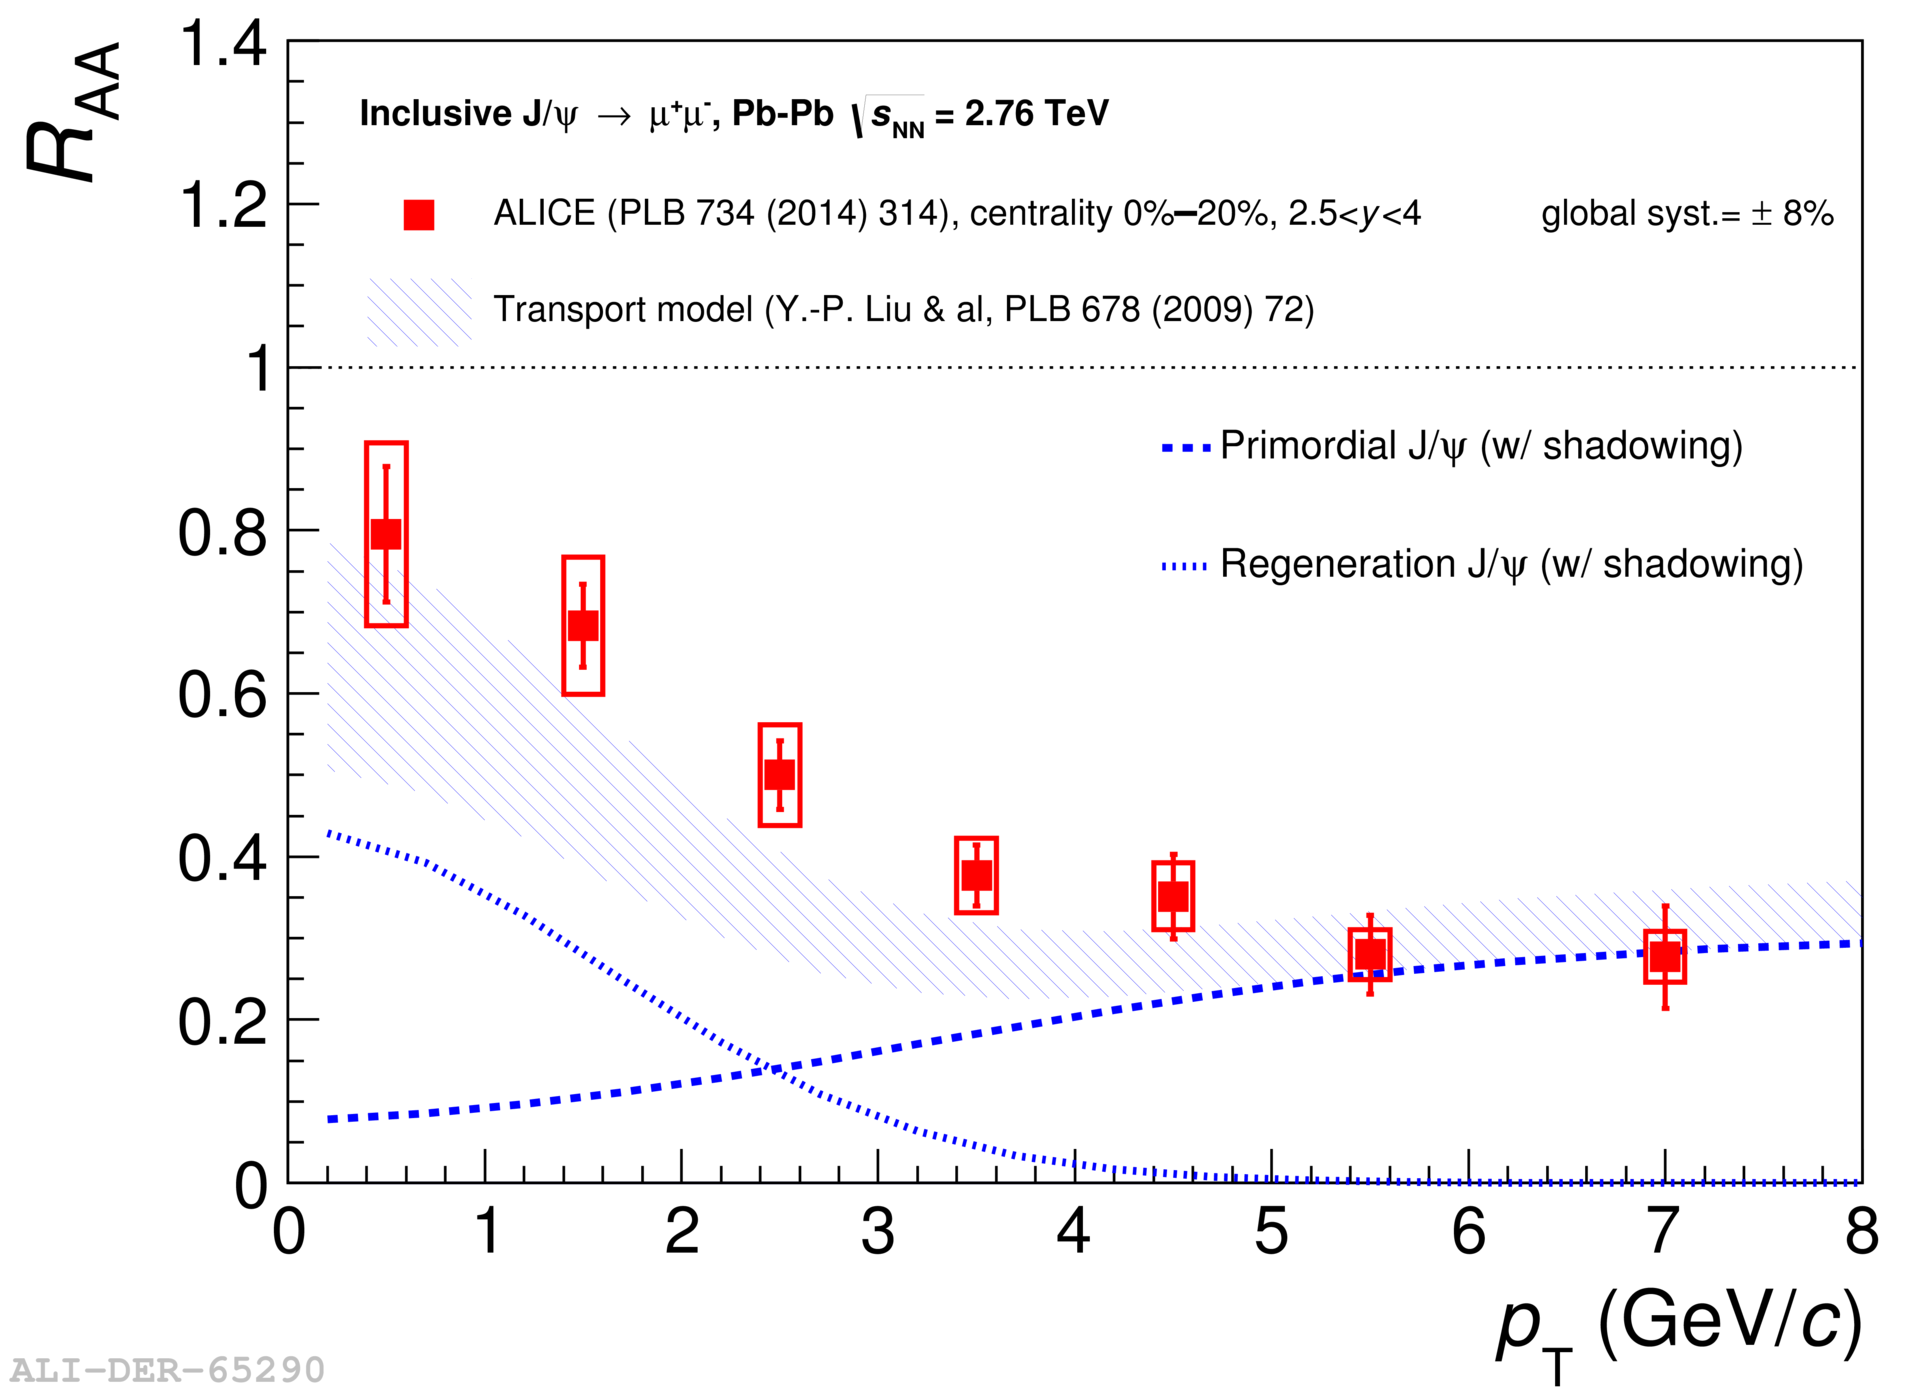 1.4
R_AA
Inclusive J/ψ → μ⁺μ⁻, Pb-Pb √s_NN = 2.76 TeV
1.2
ALICE (PLB 734 (2014) 314), centrality 0%–20%, 2.5<y<4 global syst.= ± 8%
Transport model (Y.-P. Liu & al, PLB 678 (2009) 72)
1
Primordial J/ψ (w/ shadowing)
0.8
Regeneration J/ψ (w/ shadowing)
0.6
0.4
0.2
0
0 1 2 3 4 5 6 7 8
p_T (GeV/c)
ALI-DER-65290